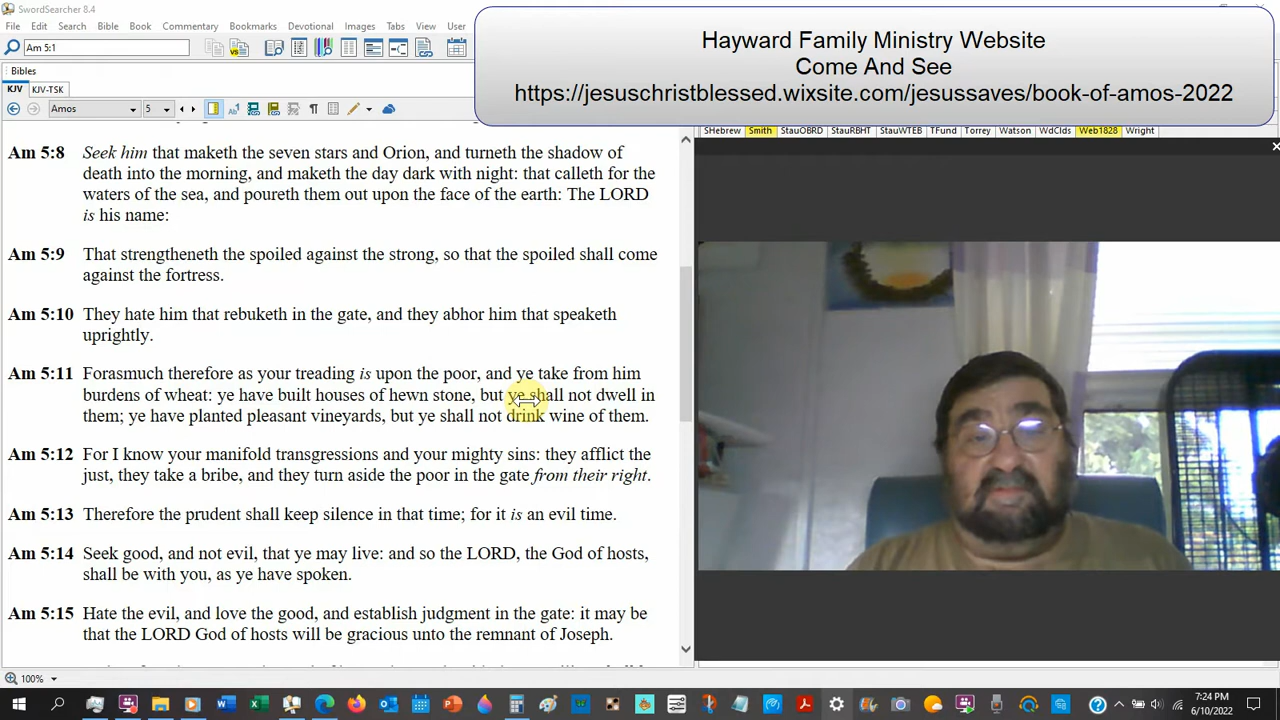 SwordSearcher 8.4
File Edit Search Bible Book Commentary Bookmarks Devotional Images Tabs View User
Am 5:1
Bibles
KJV KJV-TSK
Amos 5
Hayward Family Ministry Website
Come And See
https://jesuschristblessed.wixsite.com/jesussaves/book-of-amos-2022
SHebrew Smith StauOBRD StauRBHT StauWTEB TFund Torrey Watson WdClds Web1828 Wright
Am 5:8 Seek him that maketh the seven stars and Orion, and turneth the shadow of
death into the morning, and maketh the day dark with night: that calleth for the
waters of the sea, and poureth them out upon the face of the earth: The LORD
is his name:
Am 5:9 That strengtheneth the spoiled against the strong, so that the spoiled shall come
against the fortress.
Am 5:10 They hate him that rebuketh in the gate, and they abhor him that speaketh
uprightly.
Am 5:11 Forasmuch therefore as your treading is upon the poor, and ye take from him
burdens of wheat: ye have built houses of hewn stone, but ye shall not dwell in
them; ye have planted pleasant vineyards, but ye shall not drink wine of them.
Am 5:12 For I know your manifold transgressions and your mighty sins: they afflict the
just, they take a bribe, and they turn aside the poor in the gate from their right.
Am 5:13 Therefore the prudent shall keep silence in that time; for it is an evil time.
Am 5:14 Seek good, and not evil, that ye may live: and so the LORD, the God of hosts,
shall be with you, as ye have spoken.
Am 5:15 Hate the evil, and love the good, and establish judgment in the gate: it may be
that the LORD God of hosts will be gracious unto the remnant of Joseph.
100%
7:24 PM
6/10/2022